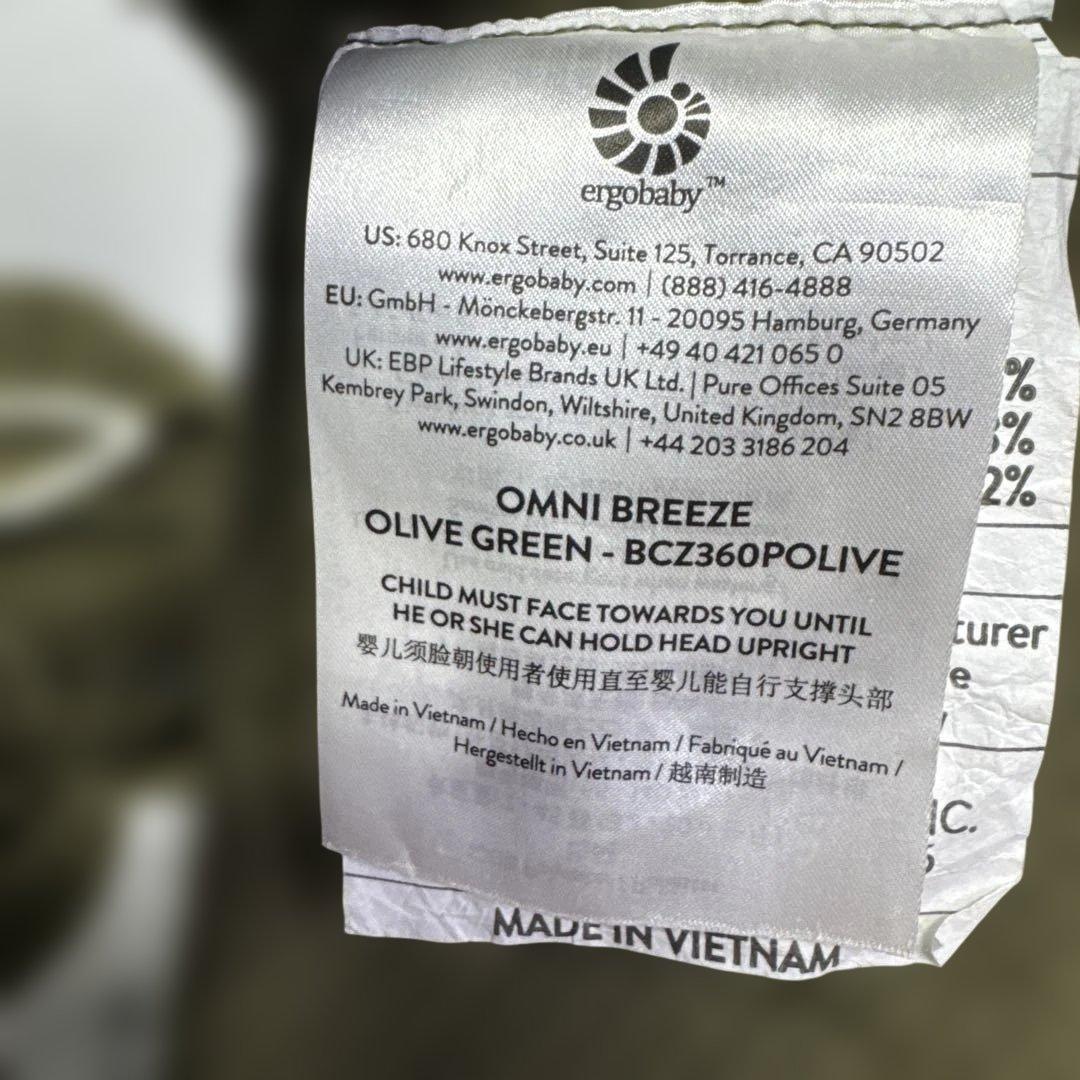 ergobaby™
US: 680 Knox Street, Suite 125, Torrance, CA 90502
www.ergobaby.com | (888) 416-4888
EU: GmbH - Mönckebergstr. 11 - 20095 Hamburg, Germany
www.ergobaby.eu | +49 40 421 065 0
UK: EBP Lifestyle Brands UK Ltd. | Pure Offices Suite 05
Kembrey Park, Swindon, Wiltshire, United Kingdom, SN2 8BW
www.ergobaby.co.uk | +44 203 3186 204
OMNI BREEZE
OLIVE GREEN - BCZ360POLIVE
CHILD MUST FACE TOWARDS YOU UNTIL
HE OR SHE CAN HOLD HEAD UPRIGHT
婴儿须脸朝使用者使用直至婴儿能自行支撑头部
Made in Vietnam / Hecho en Vietnam / Fabriqué au Vietnam /
Hergestellt in Vietnam / 越南制造
MADE IN VIETNAM